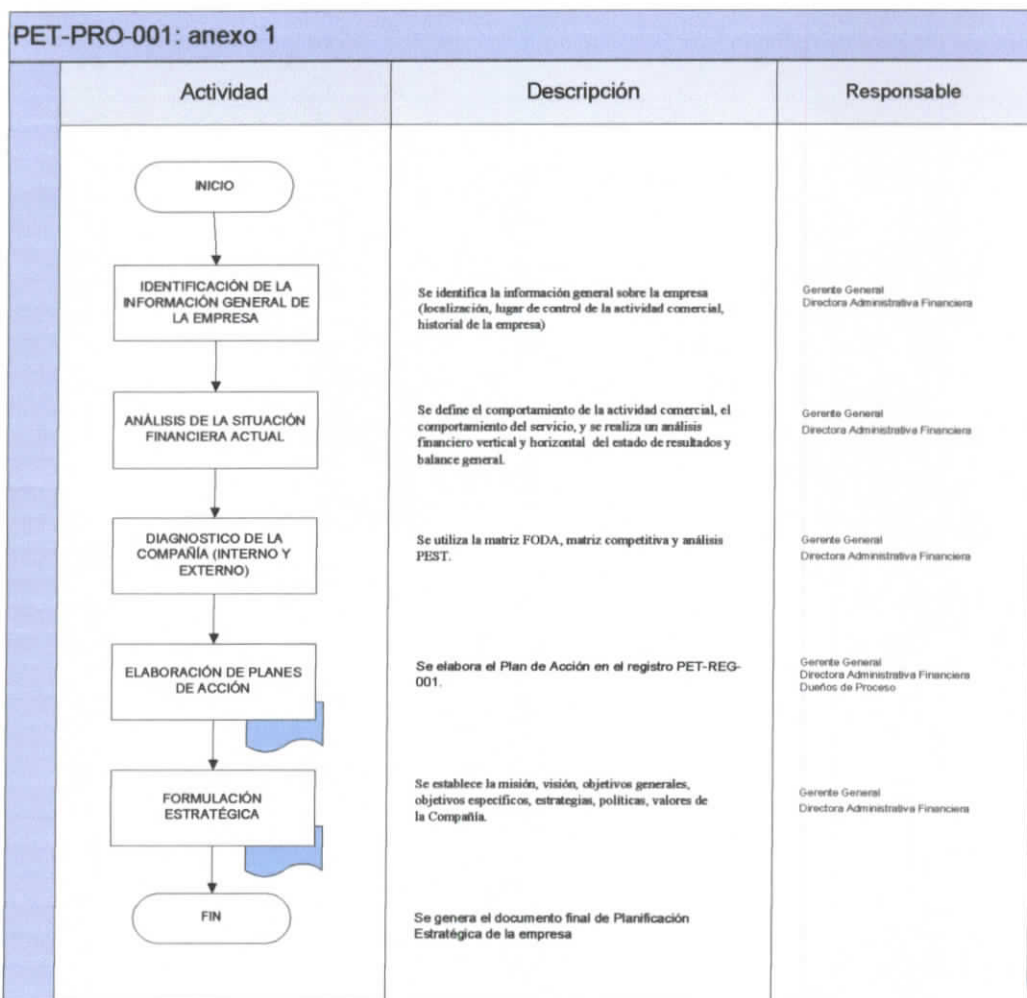 PET-PRO-001: anexo 1
Actividad
Descripción
Responsable
INICIO
IDENTIFICACIÓN DE LA
INFORMACIÓN GENERAL DE
LA EMPRESA
Se identifica la información general sobre la empresa
(localización, lugar de control de la actividad comercial,
historial de la empresa)
Gerente General
Directora Administrativa Financiera
ANÁLISIS DE LA SITUACIÓN
FINANCIERA ACTUAL
Se define el comportamiento de la actividad comercial, el
comportamiento del servicio, y se realiza un análisis
financiero vertical y horizontal del estado de resultados y
balance general.
Gerente General
Directora Administrativa Financiera
DIAGNOSTICO DE LA
COMPAÑÍA (INTERNO Y
EXTERNO)
Se utiliza la matriz FODA, matriz competitiva y análisis
PEST.
Gerente General
Directora Administrativa Financiera
ELABORACIÓN DE PLANES
DE ACCIÓN
Se elabora el Plan de Acción en el registro PET-REG-
001.
Gerente General
Directora Administrativa Financiera
Dueños de Proceso
FORMULACIÓN
ESTRATÉGICA
Se establece la misión, visión, objetivos generales,
objetivos específicos, estrategias, políticas, valores de
la Compañía.
Gerente General
Directora Administrativa Financiera
FIN
Se genera el documento final de Planificación
Estratégica de la empresa